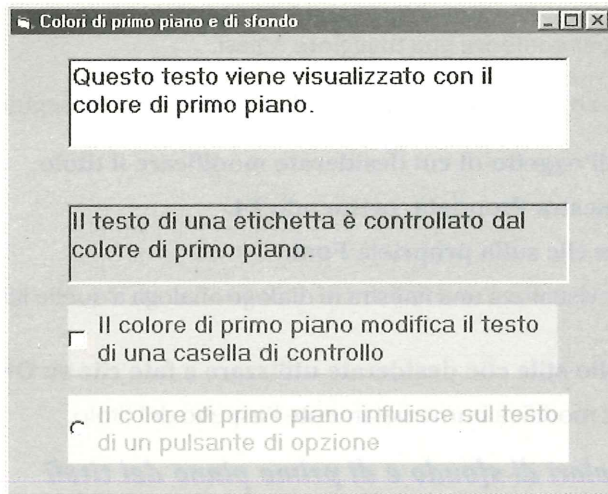 Colori di primo piano e di sfondo
Questo testo viene visualizzato con il
colore di primo piano.
Il testo di una etichetta è controllato dal
colore di primo piano.
Il colore di primo piano modifica il testo
di una casella di controllo
Il colore di primo piano influisce sul testo
di un pulsante di opzione